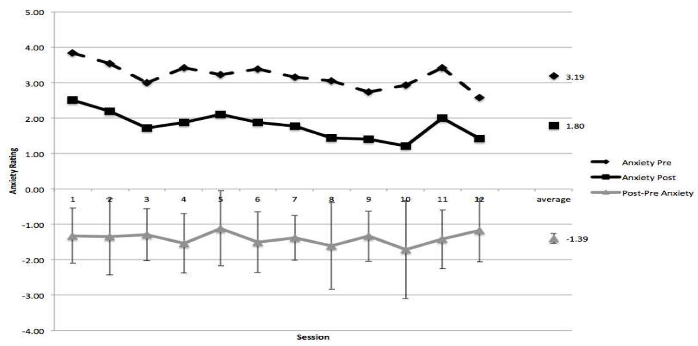 5.00
4.00
3.00
2.00
1.00
0.00
-1.00
-2.00
-3.00
-4.00
Anxiety Rating
1 2 3 4 5 6 7 8 9 10 11 12 average
Session
3.19
1.80
-1.39
Anxiety Pre
Anxiety Post
Post-Pre Anxiety